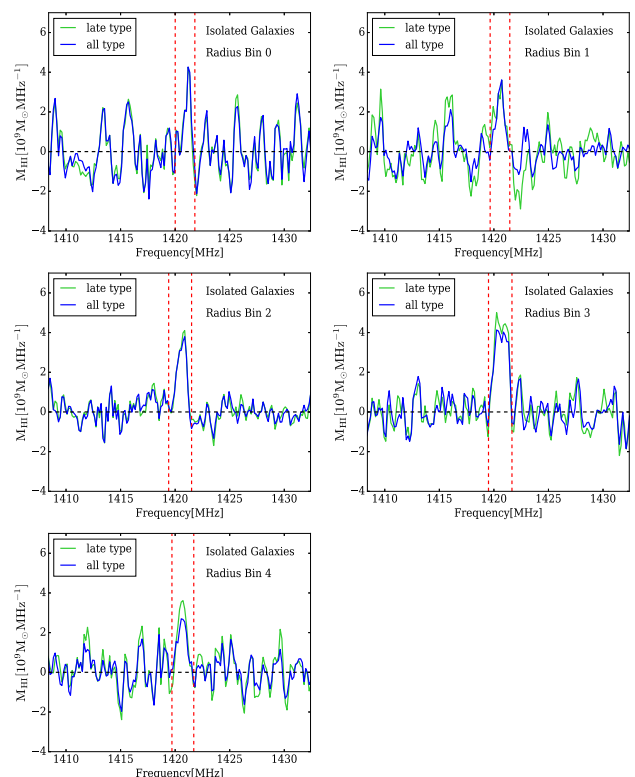 late type
all type
Isolated Galaxies
Radius Bin 0
M_HI [10^9 M_⊙ MHz^−1]
6
4
2
0
−2
−4
1410 1415 1420 1425 1430
Frequency[MHz]
late type
all type
Isolated Galaxies
Radius Bin 1
M_HI [10^9 M_⊙ MHz^−1]
6
4
2
0
−2
−4
1410 1415 1420 1425 1430
Frequency[MHz]
late type
all type
Isolated Galaxies
Radius Bin 2
M_HI [10^9 M_⊙ MHz^−1]
6
4
2
0
−2
−4
1410 1415 1420 1425 1430
Frequency[MHz]
late type
all type
Isolated Galaxies
Radius Bin 3
M_HI [10^9 M_⊙ MHz^−1]
6
4
2
0
−2
−4
1410 1415 1420 1425 1430
Frequency[MHz]
late type
all type
Isolated Galaxies
Radius Bin 4
M_HI [10^9 M_⊙ MHz^−1]
6
4
2
0
−2
−4
1410 1415 1420 1425 1430
Frequency[MHz]